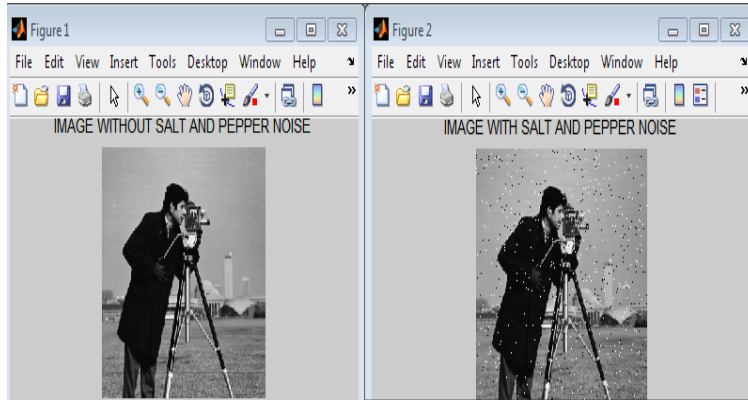 Figure 1
File Edit View Insert Tools Desktop Window Help
IMAGE WITHOUT SALT AND PEPPER NOISE
Figure 2
File Edit View Insert Tools Desktop Window Help
IMAGE WITH SALT AND PEPPER NOISE